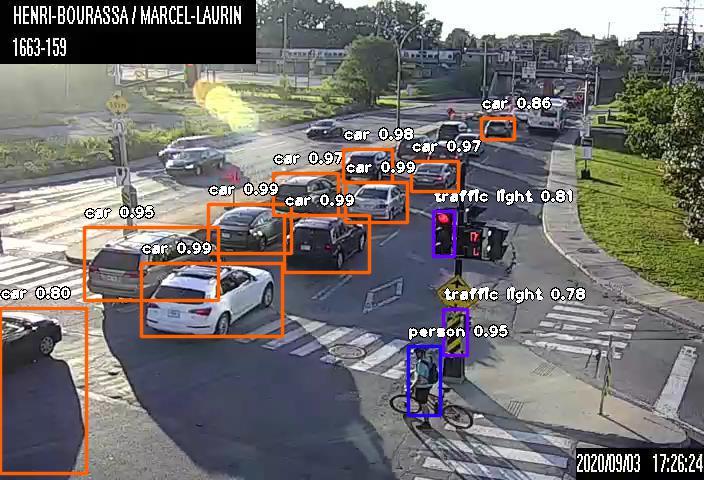 HENRI-BOURASSA / MARCEL-LAURIN
1663-159
car 0.86
car 0.98
car 0.97
car 0.97
car 0.99
car 0.99
car 0.99
traffic light 0.81
car 0.95
car 0.99
17
car 0.80
traffic light 0.78
person 0.95
2020/09/03 17:26:24